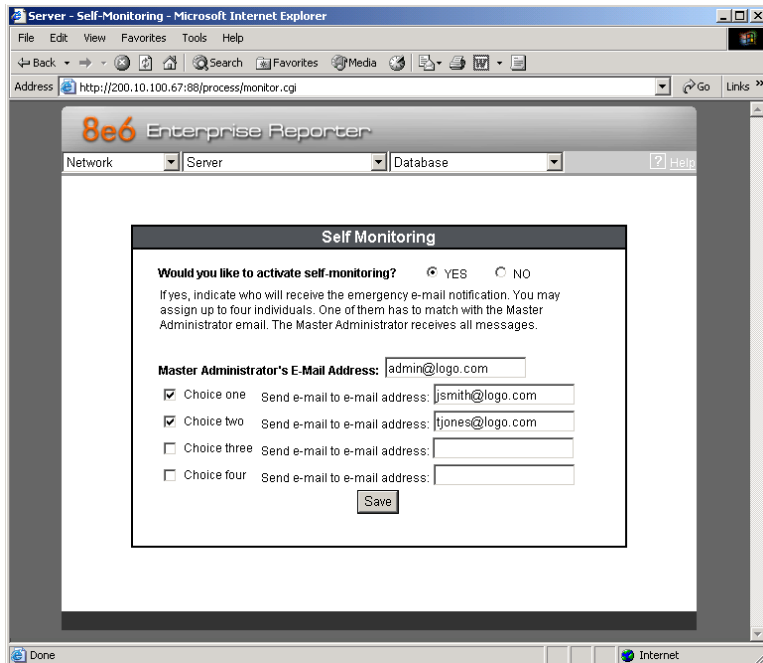 Server - Self-Monitoring - Microsoft Internet Explorer
File Edit View Favorites Tools Help
Back Search Favorites Media
Address http://200.10.100.67:88/process/monitor.cgi Go Links »
8e6 Enterprise Reporter
Network Server Database ? Help
Self Monitoring
Would you like to activate self-monitoring? YES NO
If yes, indicate who will receive the emergency e-mail notification. You may
assign up to four individuals. One of them has to match with the Master
Administrator email. The Master Administrator receives all messages.
Master Administrator's E-Mail Address: admin@logo.com
Choice one Send e-mail to e-mail address: jsmith@logo.com
Choice two Send e-mail to e-mail address: tjones@logo.com
Choice three Send e-mail to e-mail address:
Choice four Send e-mail to e-mail address:
Save
Done Internet